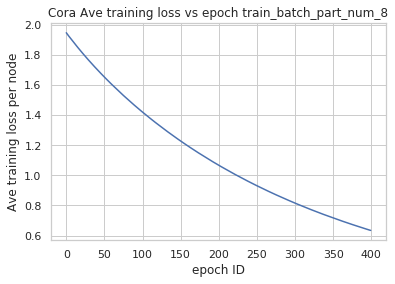 Cora Ave training loss vs epoch train_batch_part_num_8
Ave training loss per node
2.0
1.8
1.6
1.4
1.2
1.0
0.8
0.6
0 50 100 150 200 250 300 350 400
epoch ID